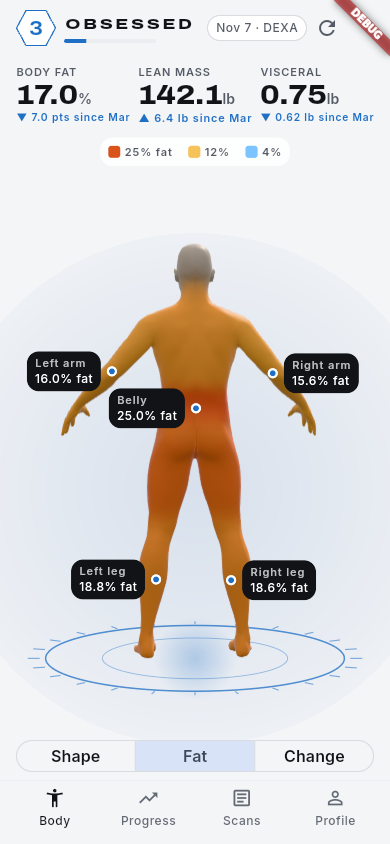 3
OBSESSED
Nov 7 · DEXA
DEBUG
BODY FAT
17.0%
▼ 7.0 pts since Mar
LEAN MASS
142.1lb
▲ 6.4 lb since Mar
VISCERAL
0.75lb
▼ 0.62 lb since Mar
25% fat
12%
4%
Left arm
16.0% fat
Right arm
15.6% fat
Belly
25.0% fat
Left leg
18.8% fat
Right leg
18.6% fat
Shape
Fat
Change
Body
Progress
Scans
Profile